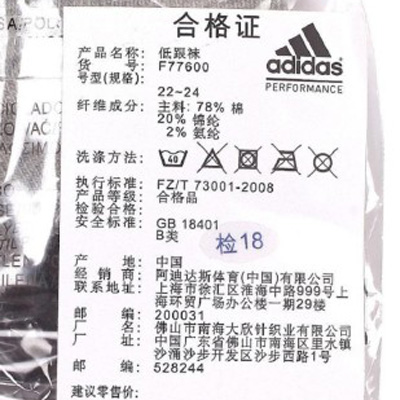 合格证
产品名称: 低跟袜
货号: F77600
号型(规格):
22~24
adidas
PERFORMANCE
纤维成分: 主料: 78% 棉
20% 锦纶
2% 氨纶
洗涤方法: 40
执行标准: FZ/T 73001-2008
产品等级: 合格品
检验合格:
安全标准: GB 18401
B类
检18
产地: 中国
经销商: 阿迪达斯体育(中国)有限公司
联系地址: 上海市徐汇区淮海中路999号上
海环贸广场办公楼一期29楼
邮编: 200031
厂名: 佛山市南海大欣针织业有限公司
厂址: 中国广东省佛山市南海区里水镇
沙涌沙步开发区沙步西路1号
邮编: 528244
建议零售价: